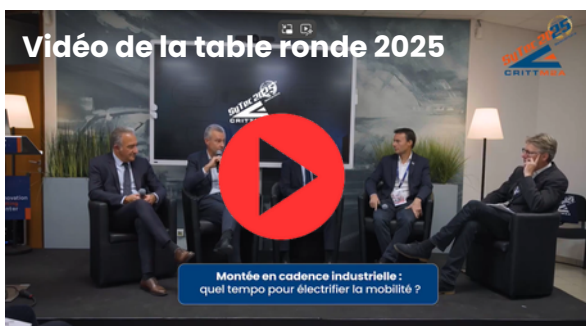 Vidéo de la table ronde 2025
SyTec 2025
CRITT M2A
SyTec 2025
CRITT
Montée en cadence industrielle :
quel tempo pour électrifier la mobilité ?